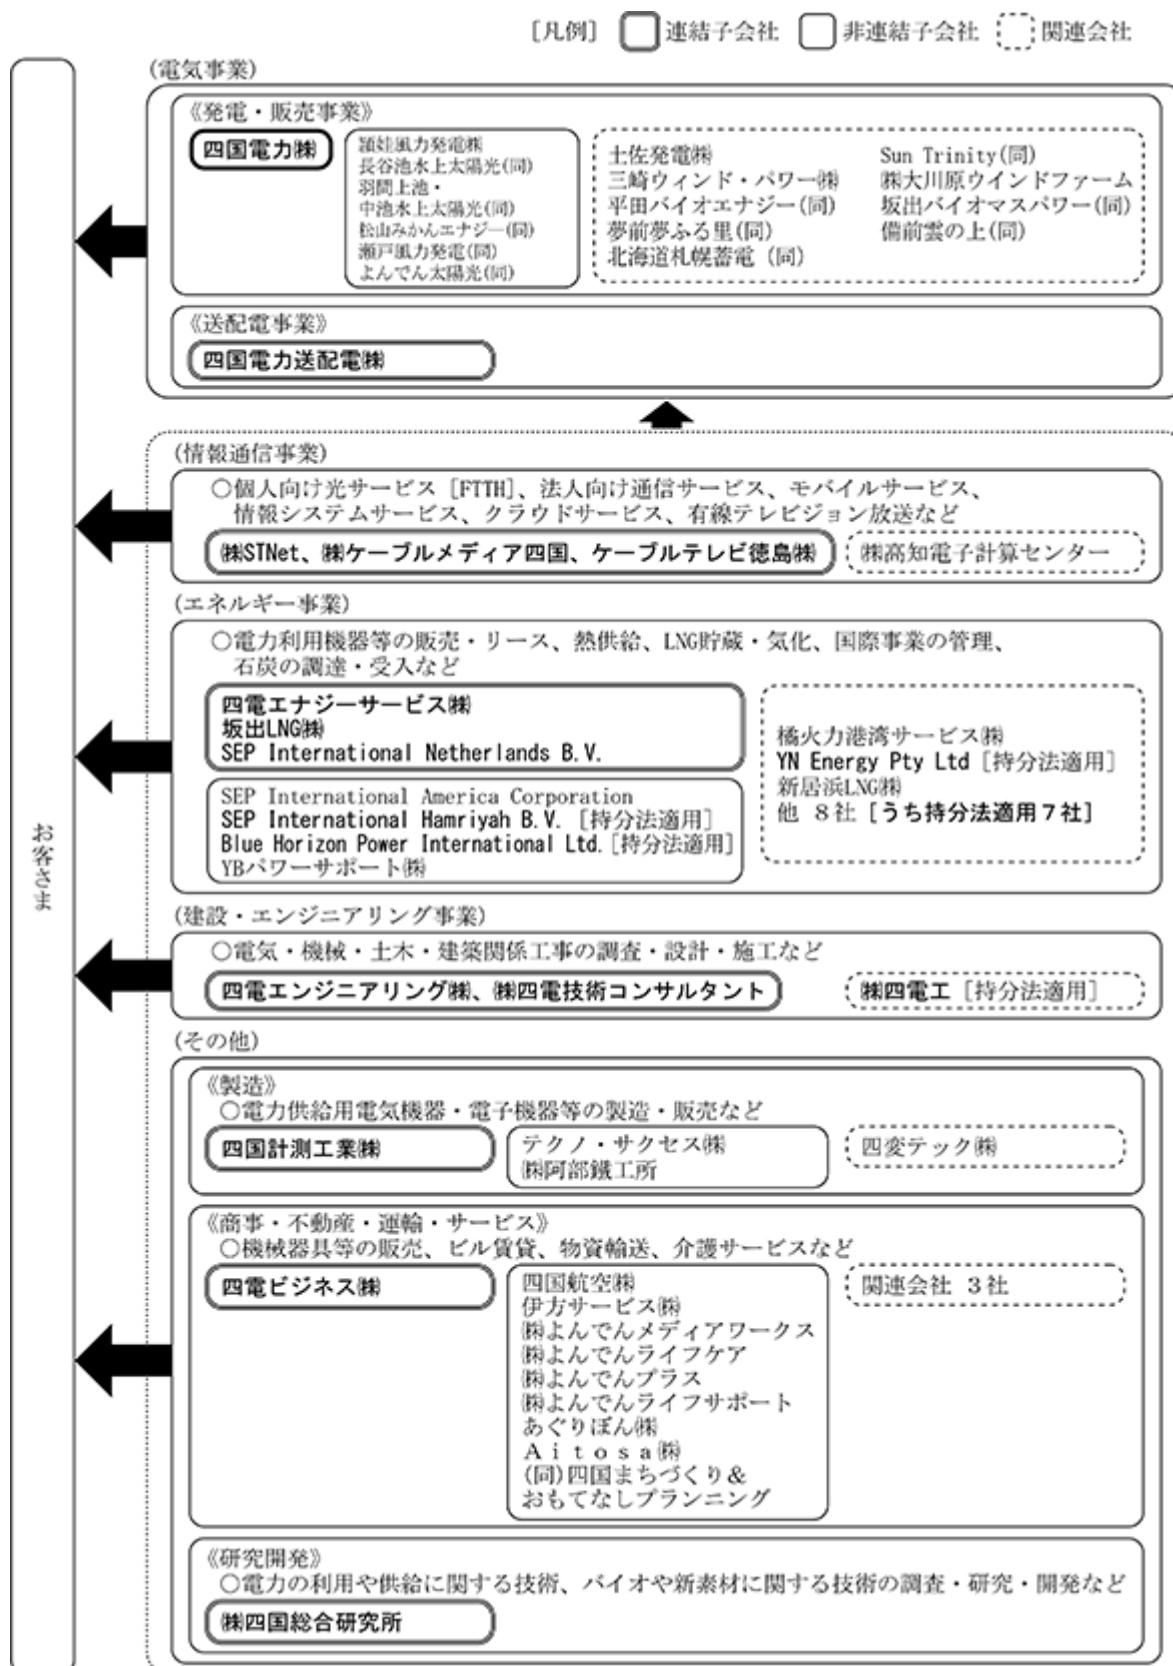 [凡例] 連結子会社 非連結子会社 関連会社
お客さま
(電気事業)
《発電・販売事業》
四国電力㈱
頴娃風力発電㈱
長谷池水上太陽光(同)
羽間上池・
中池水上太陽光(同)
松山みかんエナジー(同)
瀬戸風力発電(同)
よんでん太陽光(同)
土佐発電㈱
三崎ウィンド・パワー㈱
平田バイオエナジー(同)
夢前夢ふる里(同)
北海道札幌蓄電 (同)
Sun Trinity(同)
㈱大川原ウインドファーム
坂出バイオマスパワー(同)
備前雲の上(同)
《送配電事業》
四国電力送配電㈱
(情報通信事業)
○個人向け光サービス [FTTH]、法人向け通信サービス、モバイルサービス、
情報システムサービス、クラウドサービス、有線テレビジョン放送など
㈱STNet、㈱ケーブルメディア四国、ケーブルテレビ徳島㈱
㈱高知電子計算センター
(エネルギー事業)
○電力利用機器等の販売・リース、熱供給、LNG貯蔵・気化、国際事業の管理、
石炭の調達・受入など
四電エナジーサービス㈱
坂出LNG㈱
SEP International Netherlands B.V.
SEP International America Corporation
SEP International Hamriyah B.V. [持分法適用]
Blue Horizon Power International Ltd. [持分法適用]
YBパワーサポート㈱
橘火力港湾サービス㈱
YN Energy Pty Ltd [持分法適用]
新居浜LNG㈱
他 8社 [うち持分法適用7社]
(建設・エンジニアリング事業)
○電気・機械・土木・建築関係工事の調査・設計・施工など
四電エンジニアリング㈱、㈱四電技術コンサルタント
㈱四電工 [持分法適用]
(その他)
《製造》
○電力供給用電気機器・電子機器等の製造・販売など
四国計測工業㈱
テクノ・サクセス㈱
㈱阿部鐵工所
四変テック㈱
《商事・不動産・運輸・サービス》
○機械器具等の販売、ビル賃貸、物資輸送、介護サービスなど
四電ビジネス㈱
四国航空㈱
伊方サービス㈱
㈱よんでんメディアワークス
㈱よんでんライフケア
㈱よんでんプラス
㈱よんでんライフサポート
あぐりぼん㈱
Ａｉｔｏｓａ㈱
(同)四国まちづくり＆
おもてなしプランニング
関連会社 3社
《研究開発》
○電力の利用や供給に関する技術、バイオや新素材に関する技術の調査・研究・開発など
㈱四国総合研究所